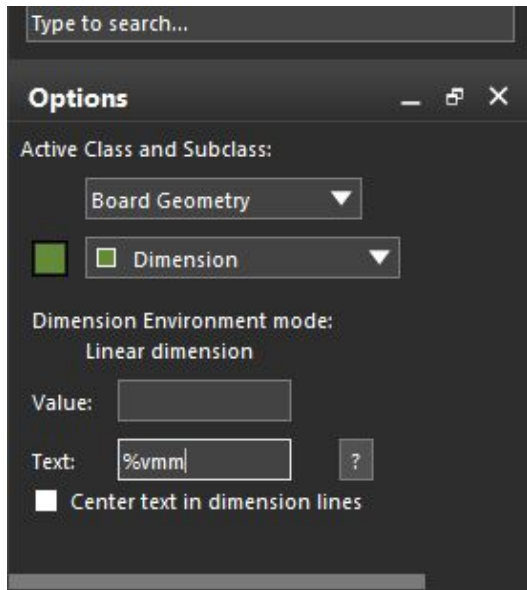 Type to search...
Options
Active Class and Subclass:
Board Geometry
Dimension
Dimension Environment mode:
Linear dimension
Value:
Text: %vmm ?
Center text in dimension lines